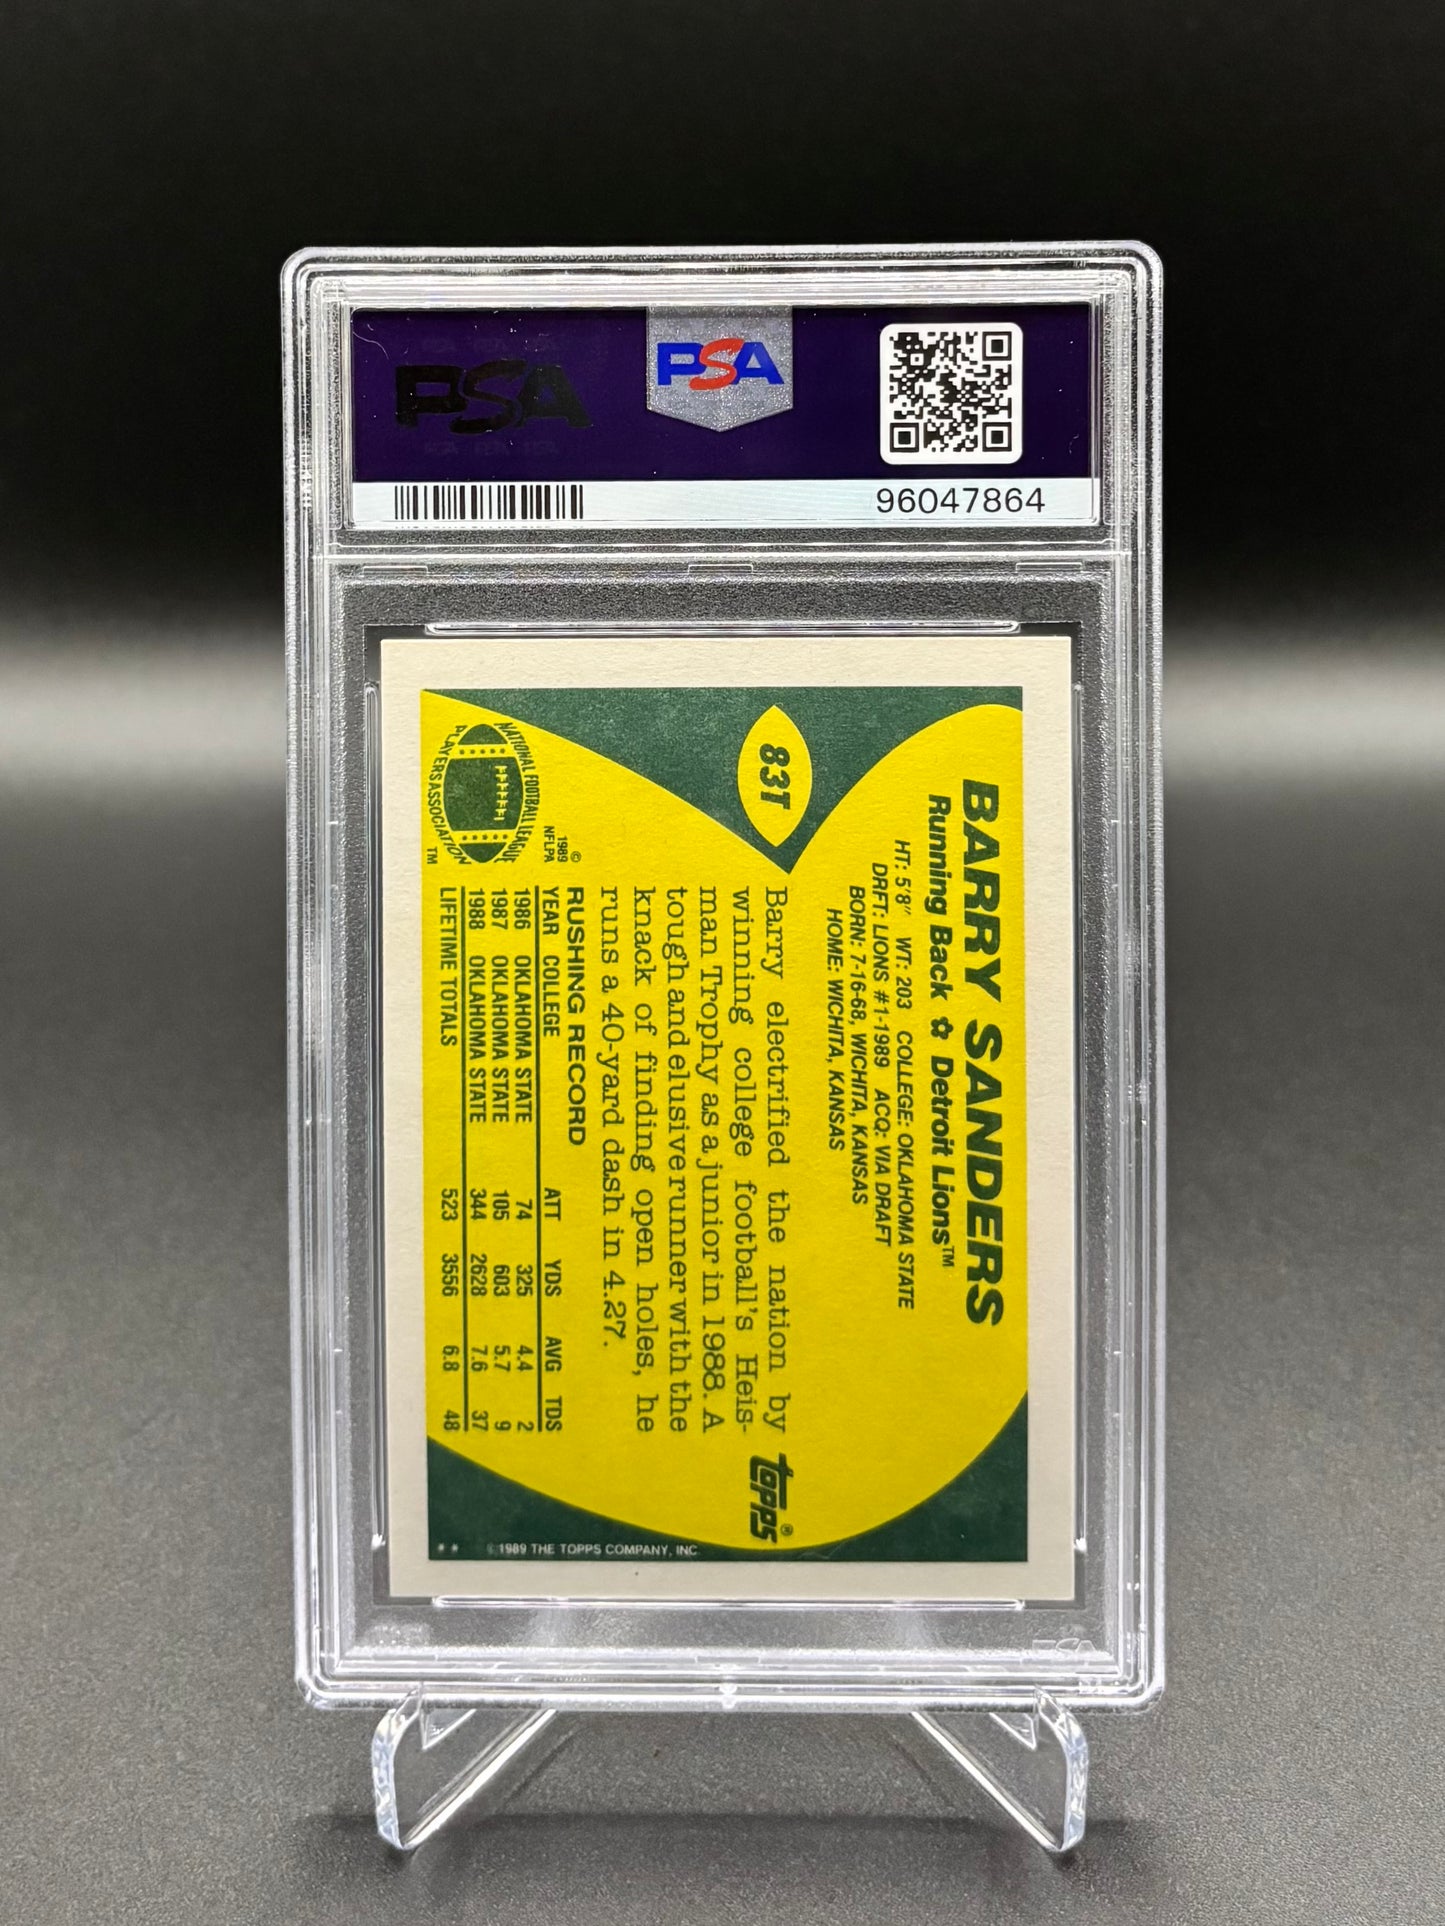 PSA
PSA
96047864
83T
BARRY SANDERS
Running Back ✿ Detroit Lions™
HT: 5'8" WT: 203 COLLEGE: OKLAHOMA STATE
DRFT: LIONS #1-1989 ACQ: VIA DRAFT
BORN: 7-16-68, WICHITA, KANSAS
HOME: WICHITA, KANSAS
Barry electrified the nation by
winning college football's Heis-
man Trophy as a junior in 1988. A
tough and elusive runner with the
knack of finding open holes, he
runs a 40-yard dash in 4.27.
RUSHING RECORD
YEAR COLLEGE ATT YDS AVG TDS
1986 OKLAHOMA STATE 74 325 4.4 2
1987 OKLAHOMA STATE 105 603 5.7 9
1988 OKLAHOMA STATE 344 2628 7.6 37
LIFETIME TOTALS 523 3556 6.8 48
NATIONAL FOOTBALL LEAGUE
PLAYERS ASSOCIATION
TM
©
1989
NFLPA
topps®
** ©1989 THE TOPPS COMPANY, INC.
PSA